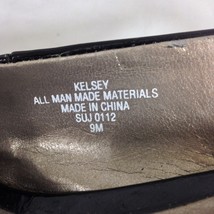 KELSEY
ALL MAN MADE MATERIALS
MADE IN CHINA
SUJ 0112
9M